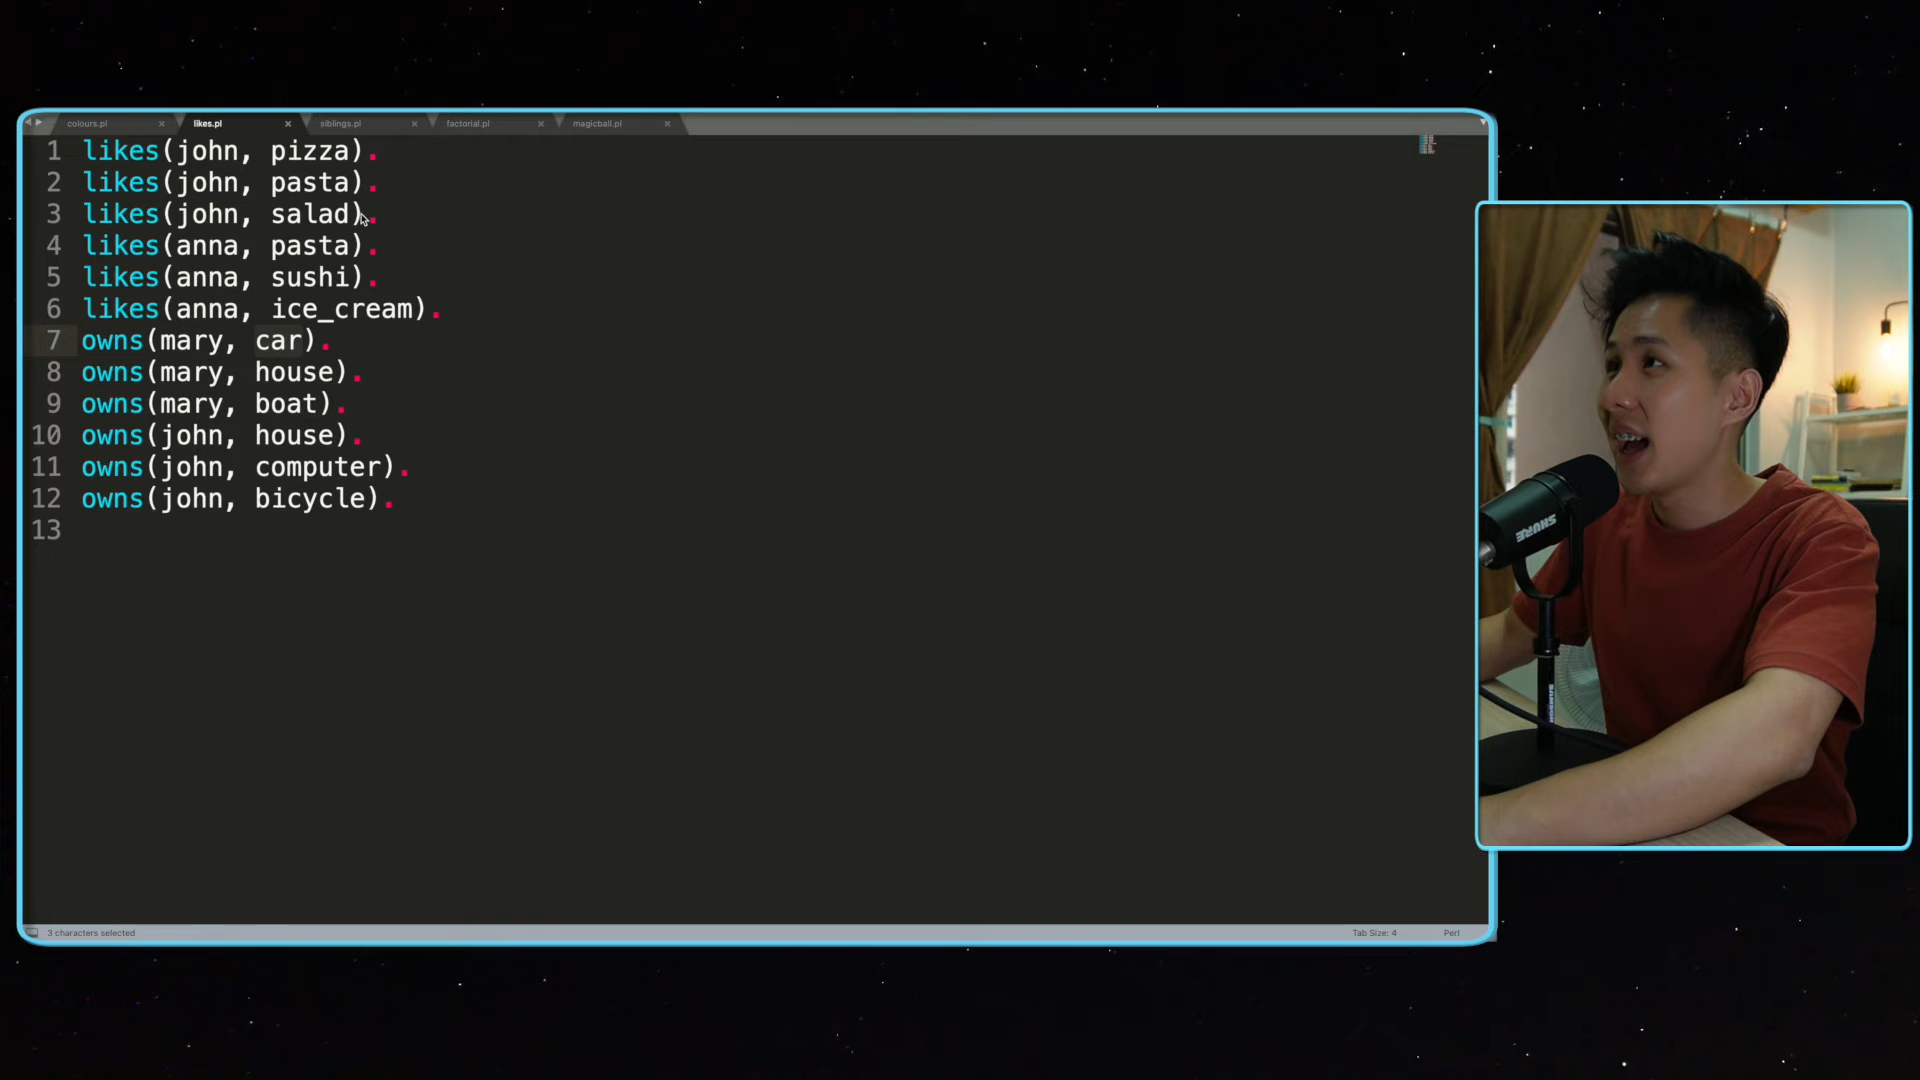 colours.pl likes.pl siblings.pl factorial.pl magicball.pl
1 likes(john, pizza).
2 likes(john, pasta).
3 likes(john, salad).
4 likes(anna, pasta).
5 likes(anna, sushi).
6 likes(anna, ice_cream).
7 owns(mary, car).
8 owns(mary, house).
9 owns(mary, boat).
10 owns(john, house).
11 owns(john, computer).
12 owns(john, bicycle).
13
SHURE
SAMSON
3 characters selected Tab Size: 4 Perl